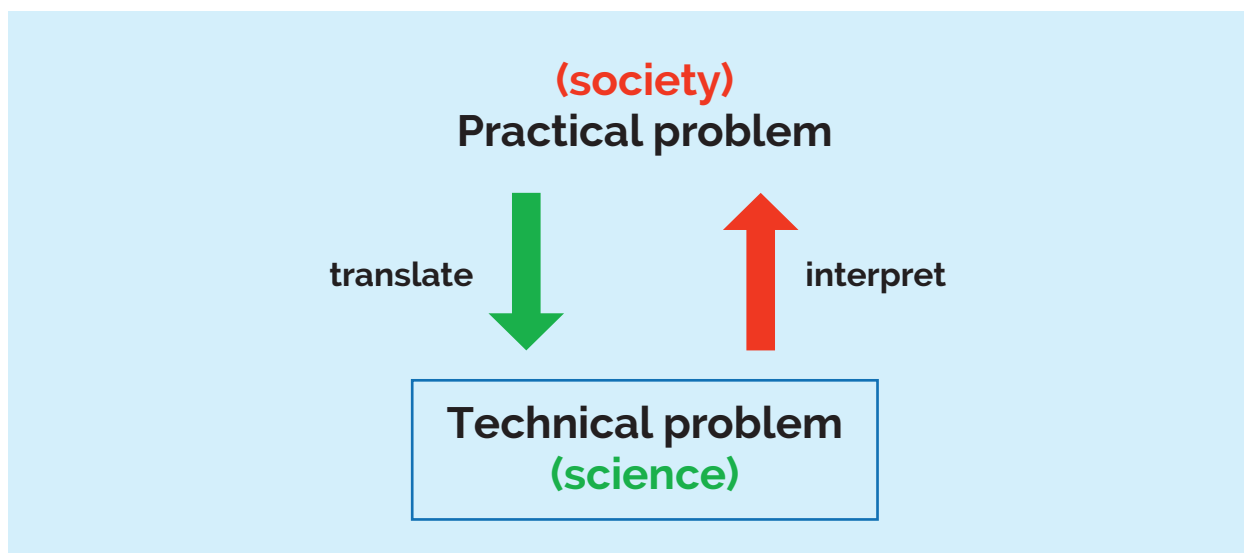 (society)
Practical problem
translate
interpret
Technical problem
(science)